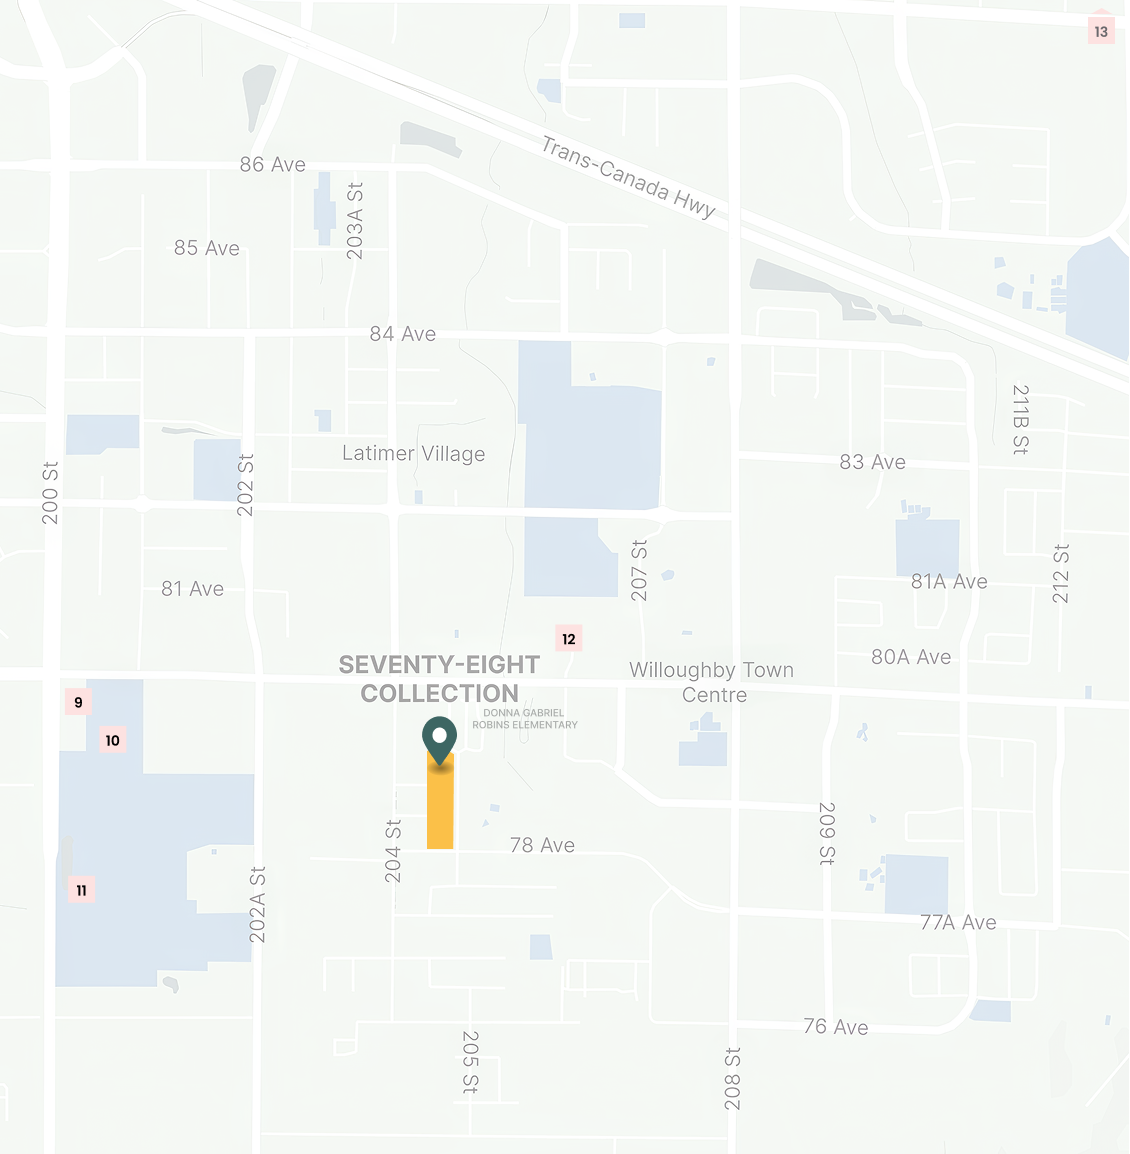 13
Trans-Canada Hwy
86 Ave
203A St
85 Ave
84 Ave
211B St
Latimer Village
83 Ave
200 St
202 St
207 St
212 St
81 Ave
81A Ave
12
SEVENTY-EIGHT
COLLECTION
80A Ave
Willoughby Town
Centre
9
DONNA GABRIEL
ROBINS ELEMENTARY
10
209 St
204 St
78 Ave
11
202A St
77A Ave
76 Ave
205 St
208 St